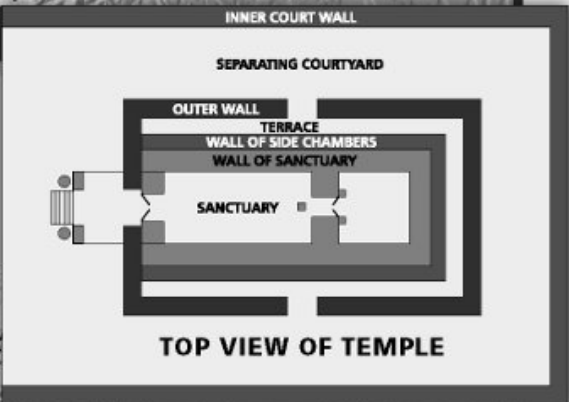 INNER COURT WALL
SEPARATING COURTYARD
OUTER WALL
TERRACE
WALL OF SIDE CHAMBERS
WALL OF SANCTUARY
SANCTUARY
TOP VIEW OF TEMPLE